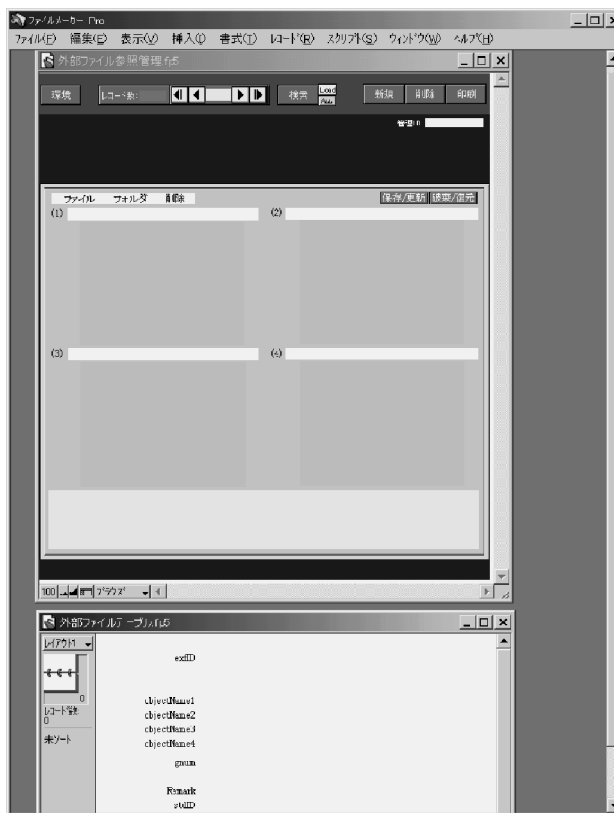 ファイルメーカー Pro
ファイル(F) 編集(E) 表示(V) 挿入(I) 書式(T) レコード(R) スクリプト(S) ウィンドウ(W) ヘルプ(H)
外部ファイル参照管理.fp5
環境 レコード数: 検索 Load 新規 削除 印刷
管理ID
ファイル フォルダ 削除 保存/更新 破棄/復元
(1) (2)
(3) (4)
100 ブラウズ
外部ファイルテーブル.fp5
レイアウト1
exfID
0
レコード数:
0
objectName1
objectName2
objectName3
objectName4
未ソート
gnum
Remark